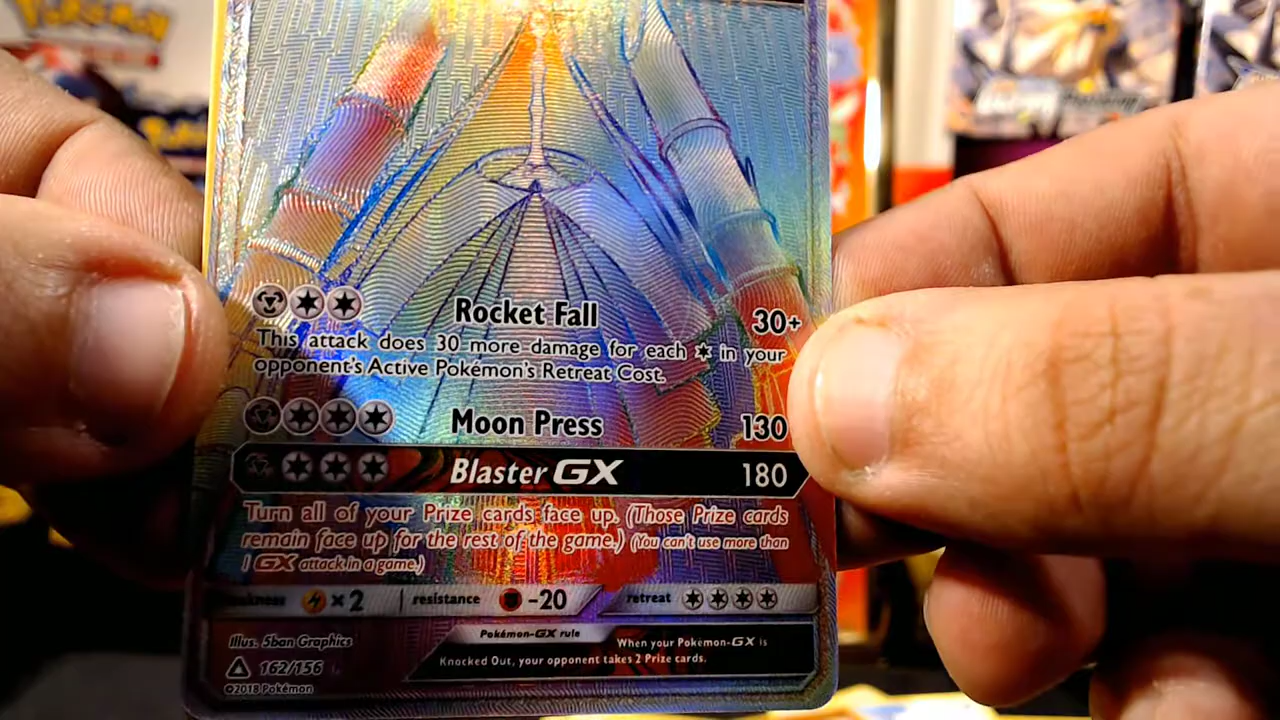 Pokémon
Rocket Fall 30+
This attack does 30 more damage for each in your
opponent's Active Pokémon's Retreat Cost.
Moon Press 130
Blaster GX 180
Turn all of your Prize cards face up. (Those Prize cards
remain face up for the rest of the game.) (You can't use more than
1 GX attack in a game.)
weakness ×2 resistance -20 retreat
Illus. 5ban Graphics
Pokémon-GX rule
When your Pokémon-GX is
Knocked Out, your opponent takes 2 Prize cards.
162/156
©2018 Pokémon